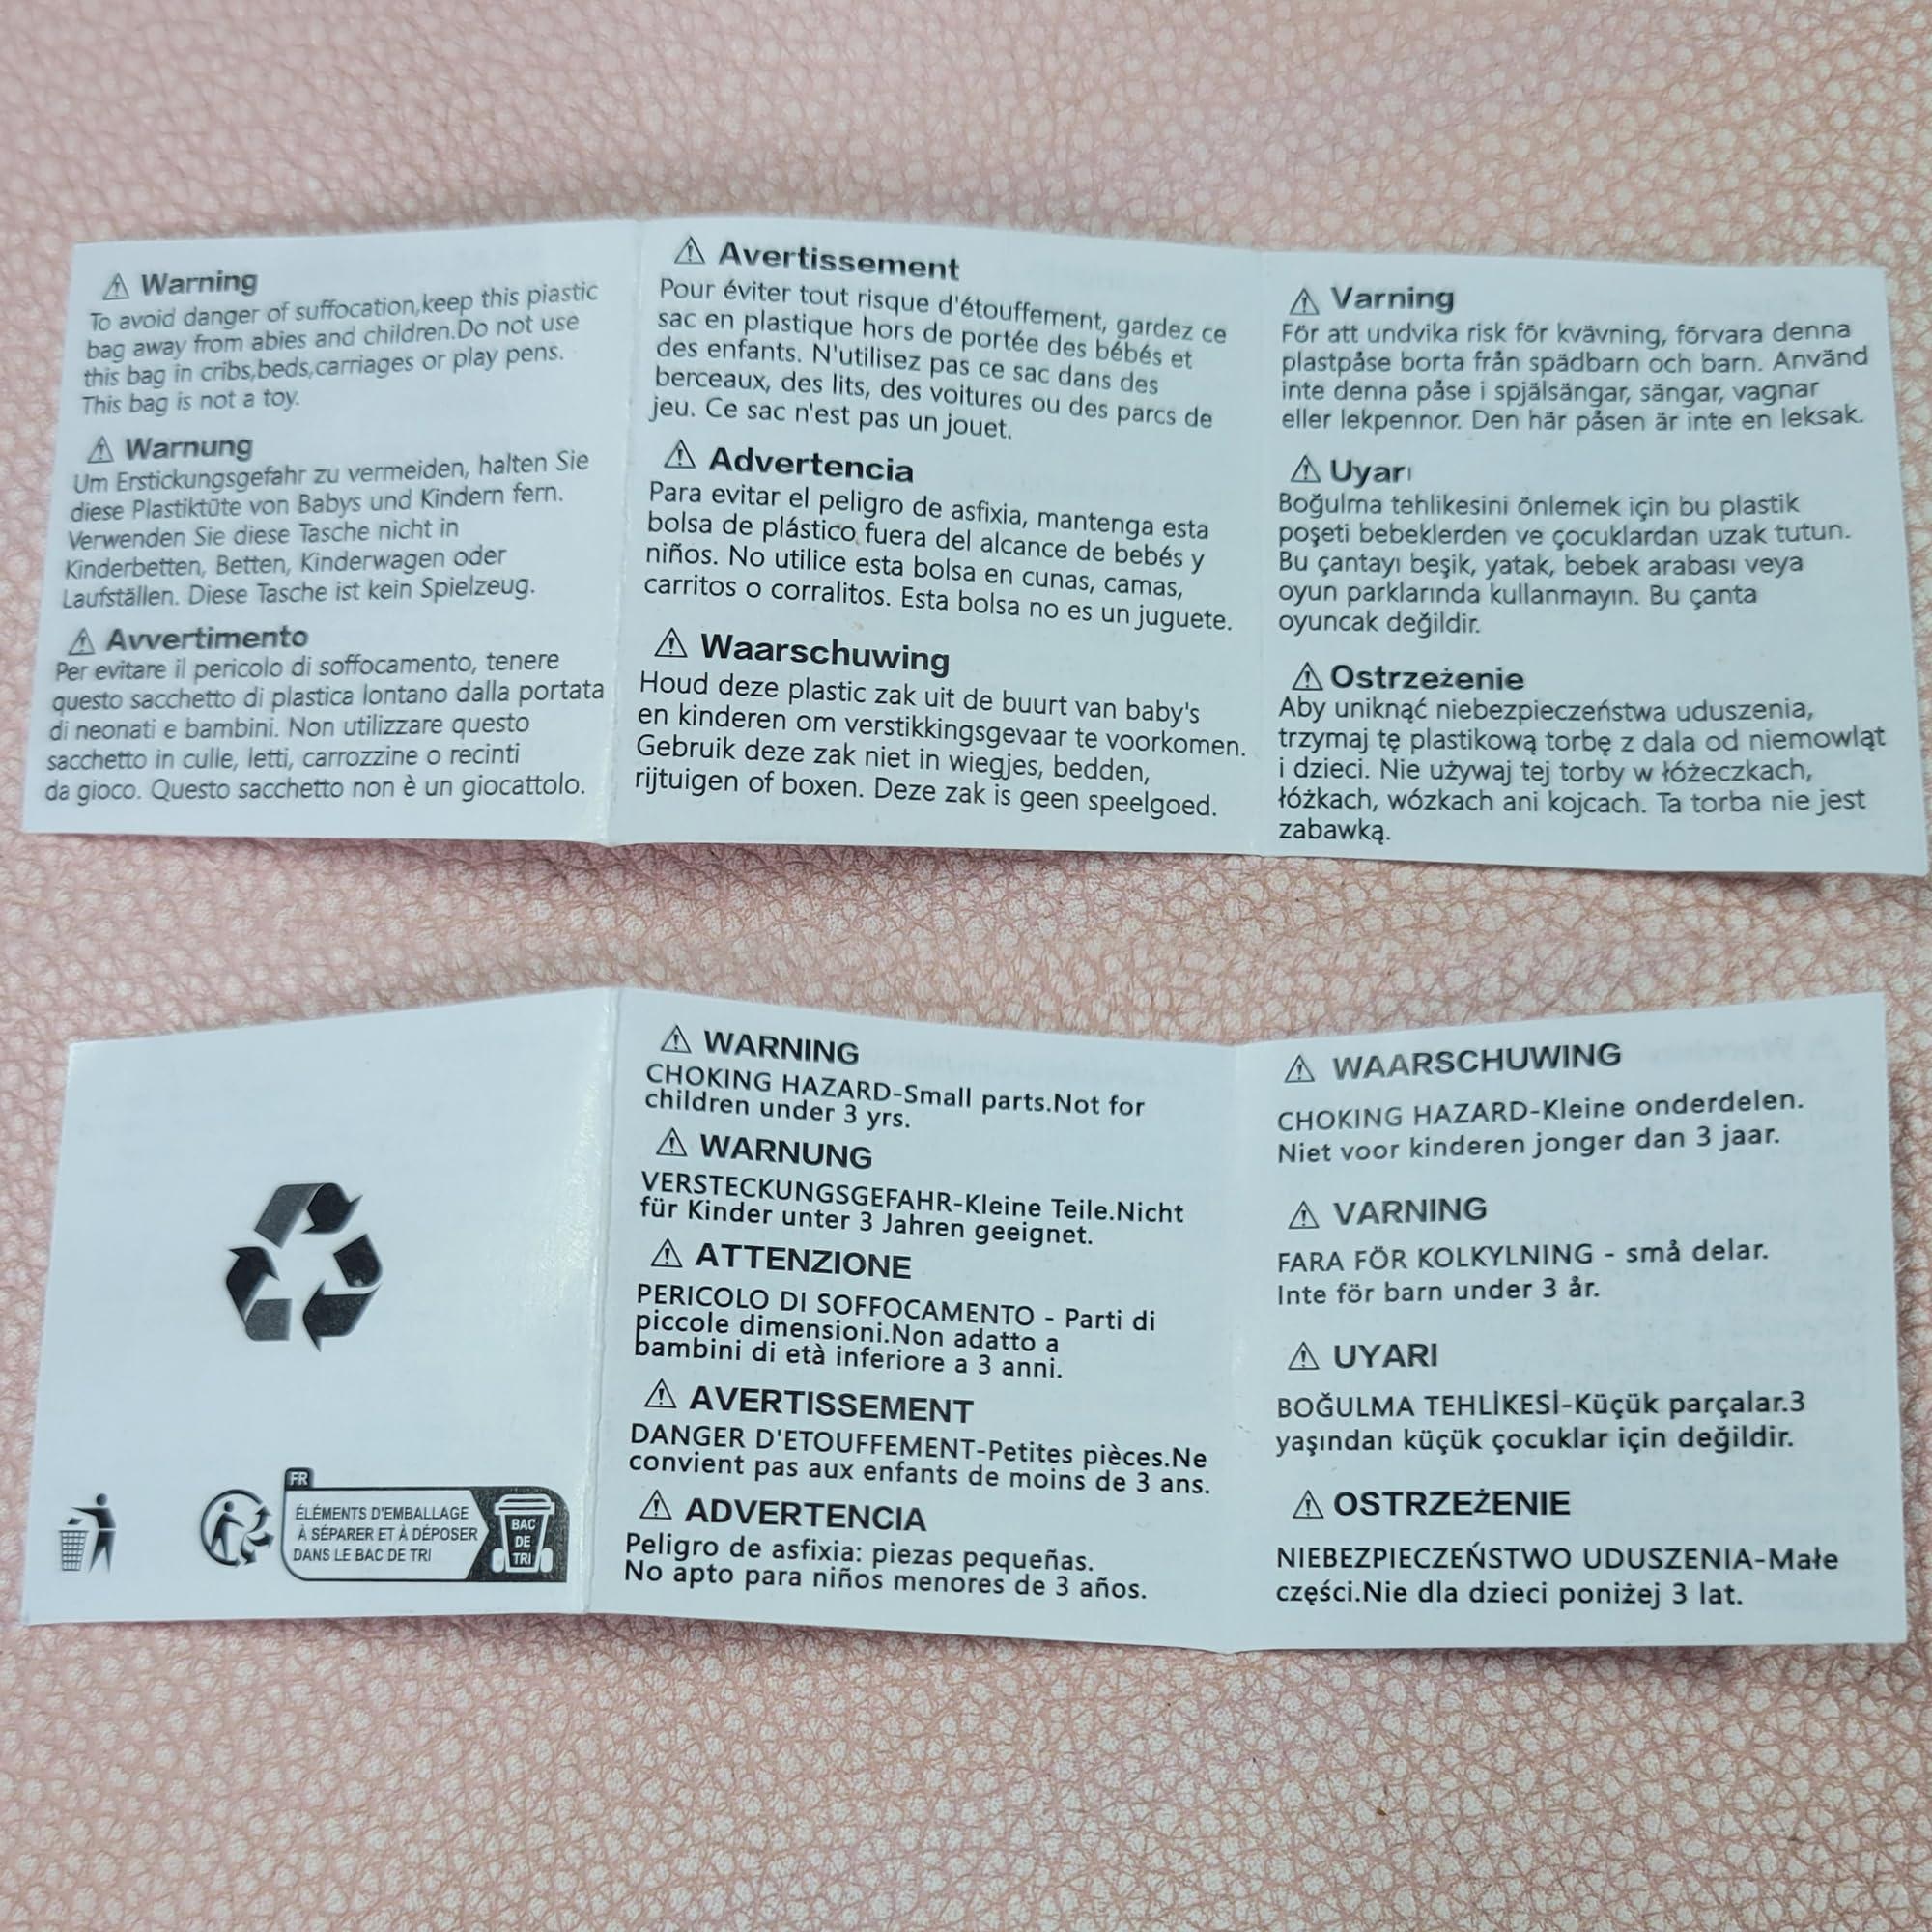 ⚠ Warning
To avoid danger of suffocation,keep this piastic
bag away from abies and children.Do not use
this bag in cribs,beds,carriages or play pens.
This bag is not a toy.
⚠ Warnung
Um Erstickungsgefahr zu vermeiden, halten Sie
diese Plastiktüte von Babys und Kindern fern.
Verwenden Sie diese Tasche nicht in
Kinderbetten, Betten, Kinderwagen oder
Laufställen. Diese Tasche ist kein Spielzeug.
⚠ Avvertimento
Per evitare il pericolo di soffocamento, tenere
questo sacchetto di plastica lontano dalla portata
di neonati e bambini. Non utilizzare questo
sacchetto in culle, letti, carrozzine o recinti
da gioco. Questo sacchetto non è un giocattolo.
⚠ Avertissement
Pour éviter tout risque d'étouffement, gardez ce
sac en plastique hors de portée des bébés et
des enfants. N'utilisez pas ce sac dans des
berceaux, des lits, des voitures ou des parcs de
jeu. Ce sac n'est pas un jouet.
⚠ Advertencia
Para evitar el peligro de asfixia, mantenga esta
bolsa de plástico fuera del alcance de bebés y
niños. No utilice esta bolsa en cunas, camas,
carritos o corralitos. Esta bolsa no es un juguete.
⚠ Waarschuwing
Houd deze plastic zak uit de buurt van baby's
en kinderen om verstikkingsgevaar te voorkomen.
Gebruik deze zak niet in wiegjes, bedden,
rijtuigen of boxen. Deze zak is geen speelgoed.
⚠ Varning
För att undvika risk för kvävning, förvara denna
plastpåse borta från spädbarn och barn. Använd
inte denna påse i spjälsängar, sängar, vagnar
eller lekpennor. Den här påsen är inte en leksak.
⚠ Uyarı
Boğulma tehlikesini önlemek için bu plastik
poşeti bebeklerden ve çocuklardan uzak tutun.
Bu çantayı beşik, yatak, bebek arabası veya
oyun parklarında kullanmayın. Bu çanta
oyuncak değildir.
⚠ Ostrzeżenie
Aby uniknąć niebezpieczeństwa uduszenia,
trzymaj tę plastikową torbę z dala od niemowląt
i dzieci. Nie używaj tej torby w łóżeczkach,
łóżkach, wózkach ani kojcach. Ta torba nie jest
zabawką.
FR
ÉLÉMENTS D'EMBALLAGE
À SÉPARER ET À DÉPOSER
DANS LE BAC DE TRI
BAC
DE
TRI
⚠ WARNING
CHOKING HAZARD-Small parts.Not for
children under 3 yrs.
⚠ WARNUNG
VERSTECKUNGSGEFAHR-Kleine Teile.Nicht
für Kinder unter 3 Jahren geeignet.
⚠ ATTENZIONE
PERICOLO DI SOFFOCAMENTO - Parti di
piccole dimensioni.Non adatto a
bambini di età inferiore a 3 anni.
⚠ AVERTISSEMENT
DANGER D'ETOUFFEMENT-Petites pièces.Ne
convient pas aux enfants de moins de 3 ans.
⚠ ADVERTENCIA
Peligro de asfixia: piezas pequeñas.
No apto para niños menores de 3 años.
⚠ WAARSCHUWING
CHOKING HAZARD-Kleine onderdelen.
Niet voor kinderen jonger dan 3 jaar.
⚠ VARNING
FARA FÖR KOLKYLNING - små delar.
Inte för barn under 3 år.
⚠ UYARI
BOĞULMA TEHLİKESİ-Küçük parçalar.3
yaşından küçük çocuklar için değildir.
⚠ OSTRZEŻENIE
NIEBEZPIECZEŃSTWO UDUSZENIA-Małe
części.Nie dla dzieci poniżej 3 lat.